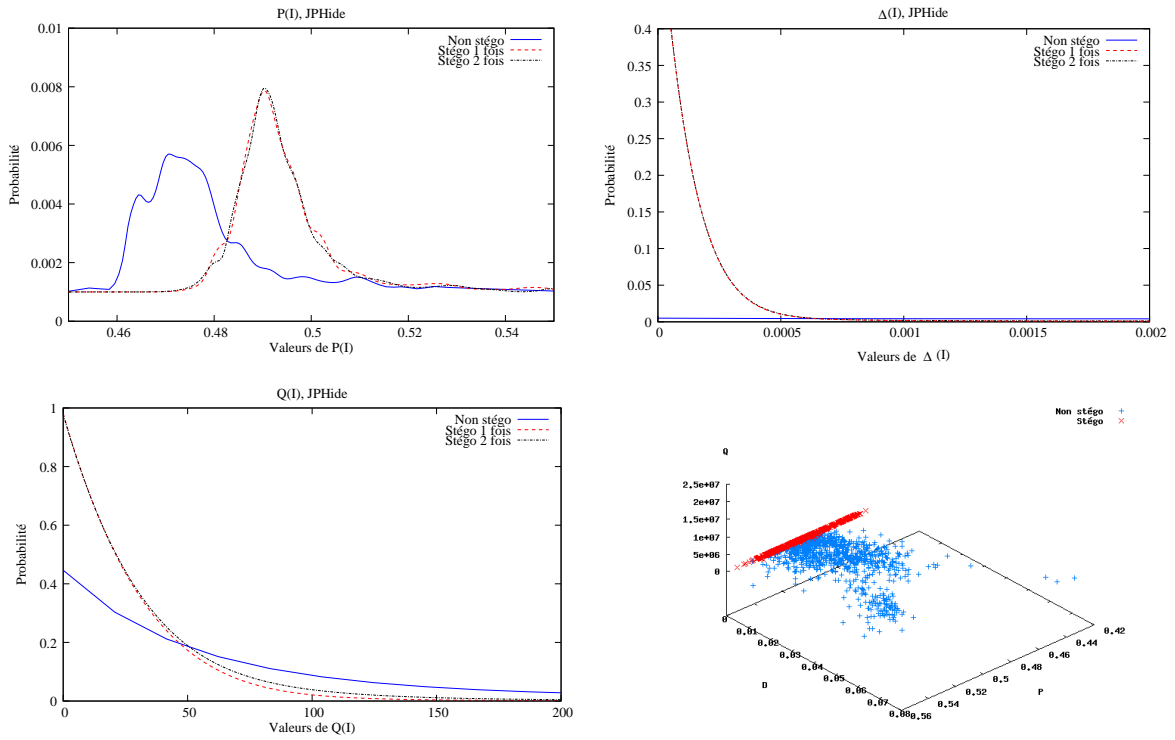 P(I), JPHide
0.01
0.008
0.006
0.004
0.002
0
Probabilité
Non stégo
Stégo 1 fois
Stégo 2 fois
0.46
0.48
0.5
0.52
0.54
Valeurs de P(I)
Δ(I), JPHide
0.4
0.35
0.3
0.25
0.2
0.15
0.1
0.05
0
Probabilité
Non stégo
Stégo 1 fois
Stégo 2 fois
0
0.0005
0.001
0.0015
0.002
Valeurs de Δ (I)
Q(I), JPHide
1
0.8
0.6
0.4
0.2
0
Probabilité
Non stégo
Stégo 1 fois
Stégo 2 fois
0
50
100
150
200
Valeurs de Q(I)
Non stégo
Stégo
Q
2.5e+07
2e+07
1.5e+07
1e+07
5e+06
0
0
0.01
0.02
0.03
0.04
0.05
0.06
0.07
0.08
D
0.56
0.54
0.52
0.5
0.48
0.46
0.44
0.42
P